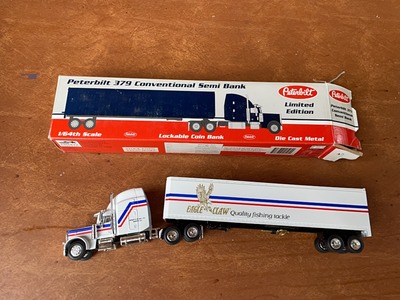 Peterbilt 379 Conventional Semi Bank
Peterbilt
Limited
Edition
1/64th Scale
Lockable Coin Bank
Die Cast Metal
Peterbilt
EAGLE CLAW
Quality fishing tackle